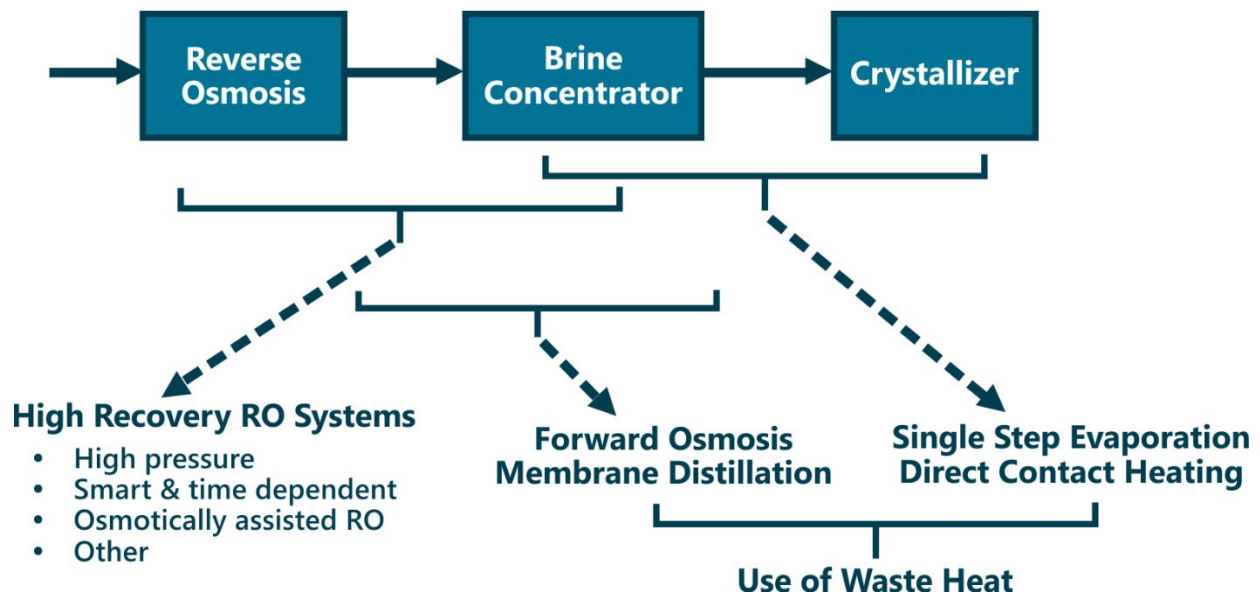 Reverse
Osmosis
Brine
Concentrator
Crystallizer
High Recovery RO Systems
• High pressure
• Smart & time dependent
• Osmotically assisted RO
• Other
Forward Osmosis
Membrane Distillation
Single Step Evaporation
Direct Contact Heating
Use of Waste Heat